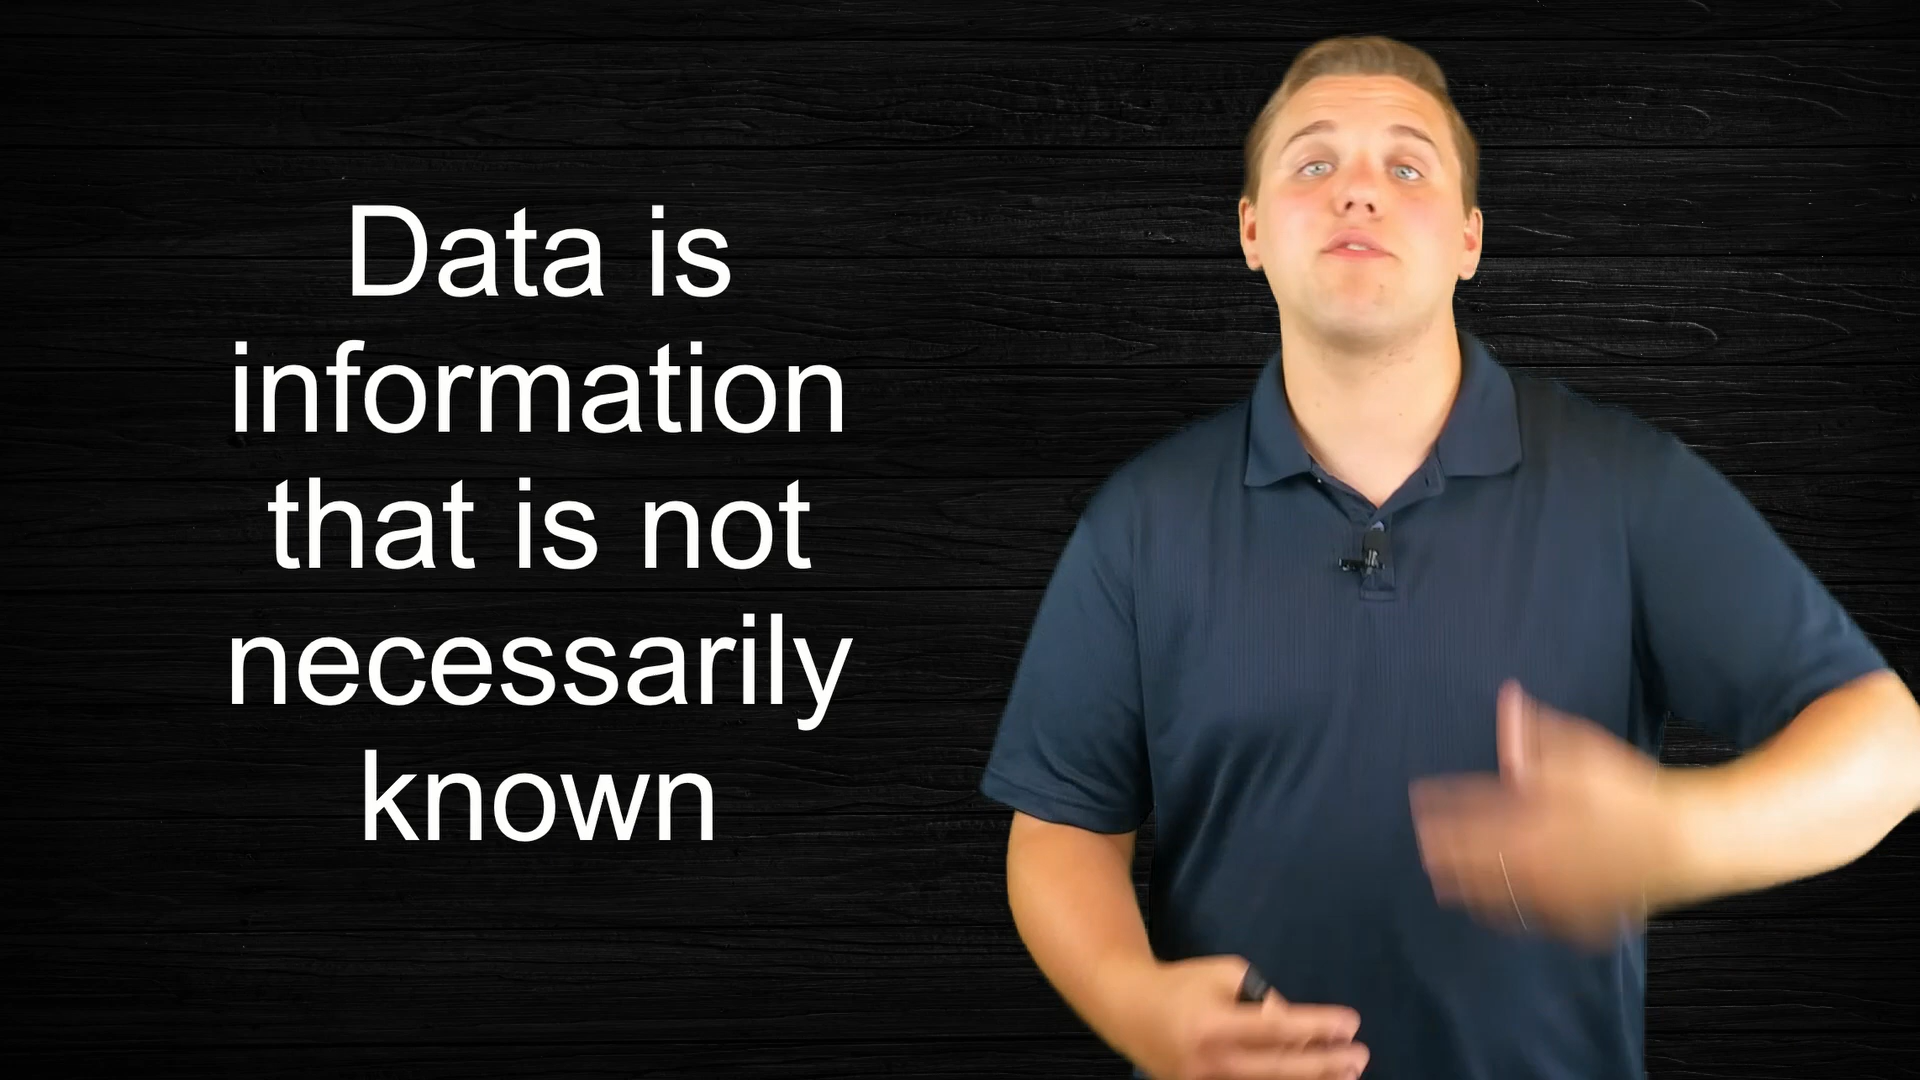 Data is
information
that is not
necessarily
known